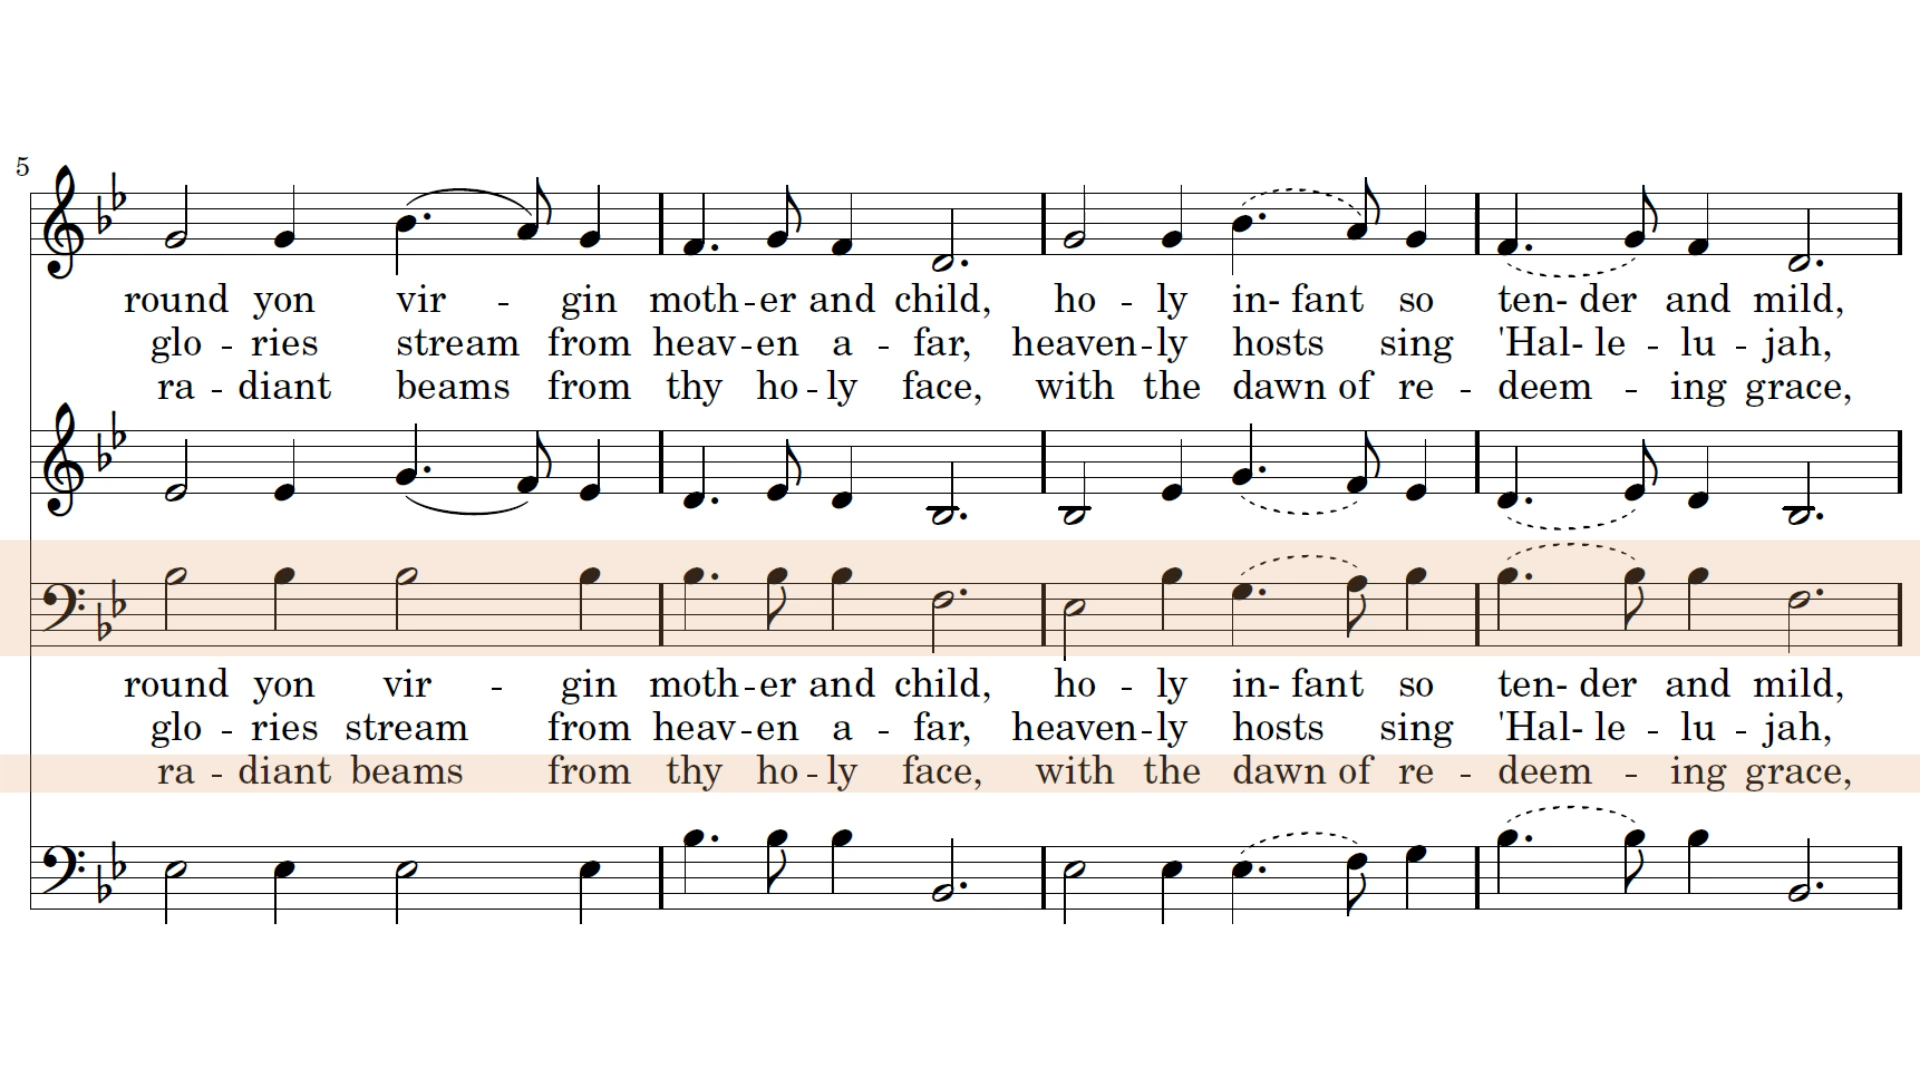 5
round yon vir - gin moth-er and child, ho - ly in- fant so ten- der and mild,
glo - ries stream from heav-en a - far, heaven-ly hosts sing 'Hal- le - lu - jah,
ra - diant beams from thy ho-ly face, with the dawn of re - deem - ing grace,
round yon vir - gin moth-er and child, ho - ly in- fant so ten- der and mild,
glo - ries stream from heav-en a - far, heaven-ly hosts sing 'Hal- le - lu - jah,
ra - diant beams from thy ho-ly face, with the dawn of re - deem - ing grace,